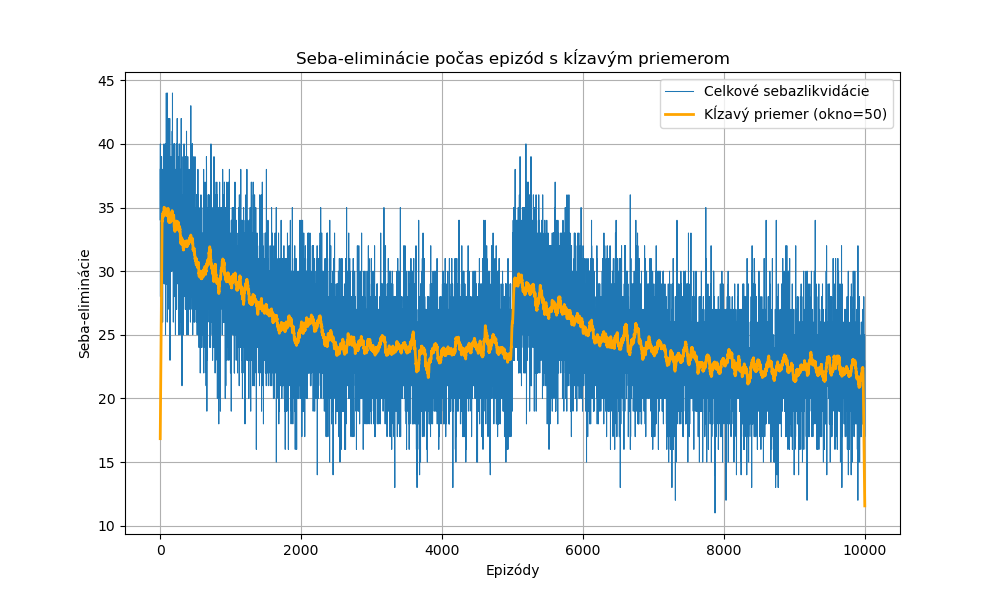 Seba-eliminácie počas epizód s kĺzavým priemerom
Celkové sebazlikvidácie
Kĺzavý priemer (okno=50)
Seba-eliminácie
45
40
35
30
25
20
15
10
0
2000
4000
6000
8000
10000
Epizódy